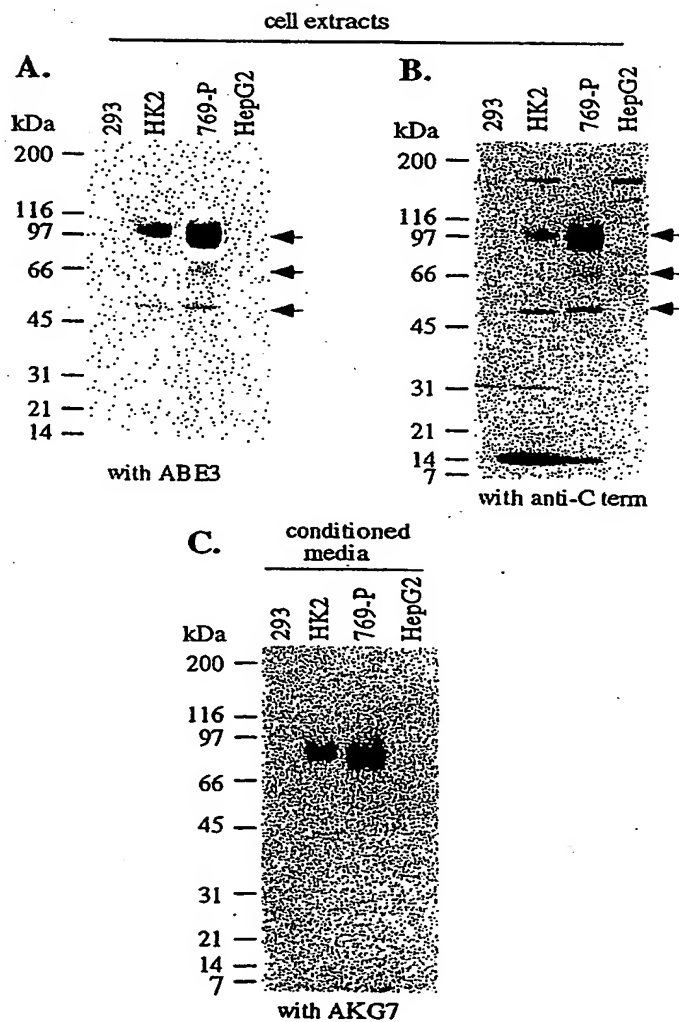 cell extracts
A.
kDa
293
HK2
769-P
HepG2
200
116
97
66
45
31
21
14
with ABE3
B.
kDa
293
HK2
769-P
HepG2
200
116
97
66
45
31
21
14
7
with anti-C term
C.
conditioned
media
kDa
293
HK2
769-P
HepG2
200
116
97
66
45
31
21
14
7
with AKG7